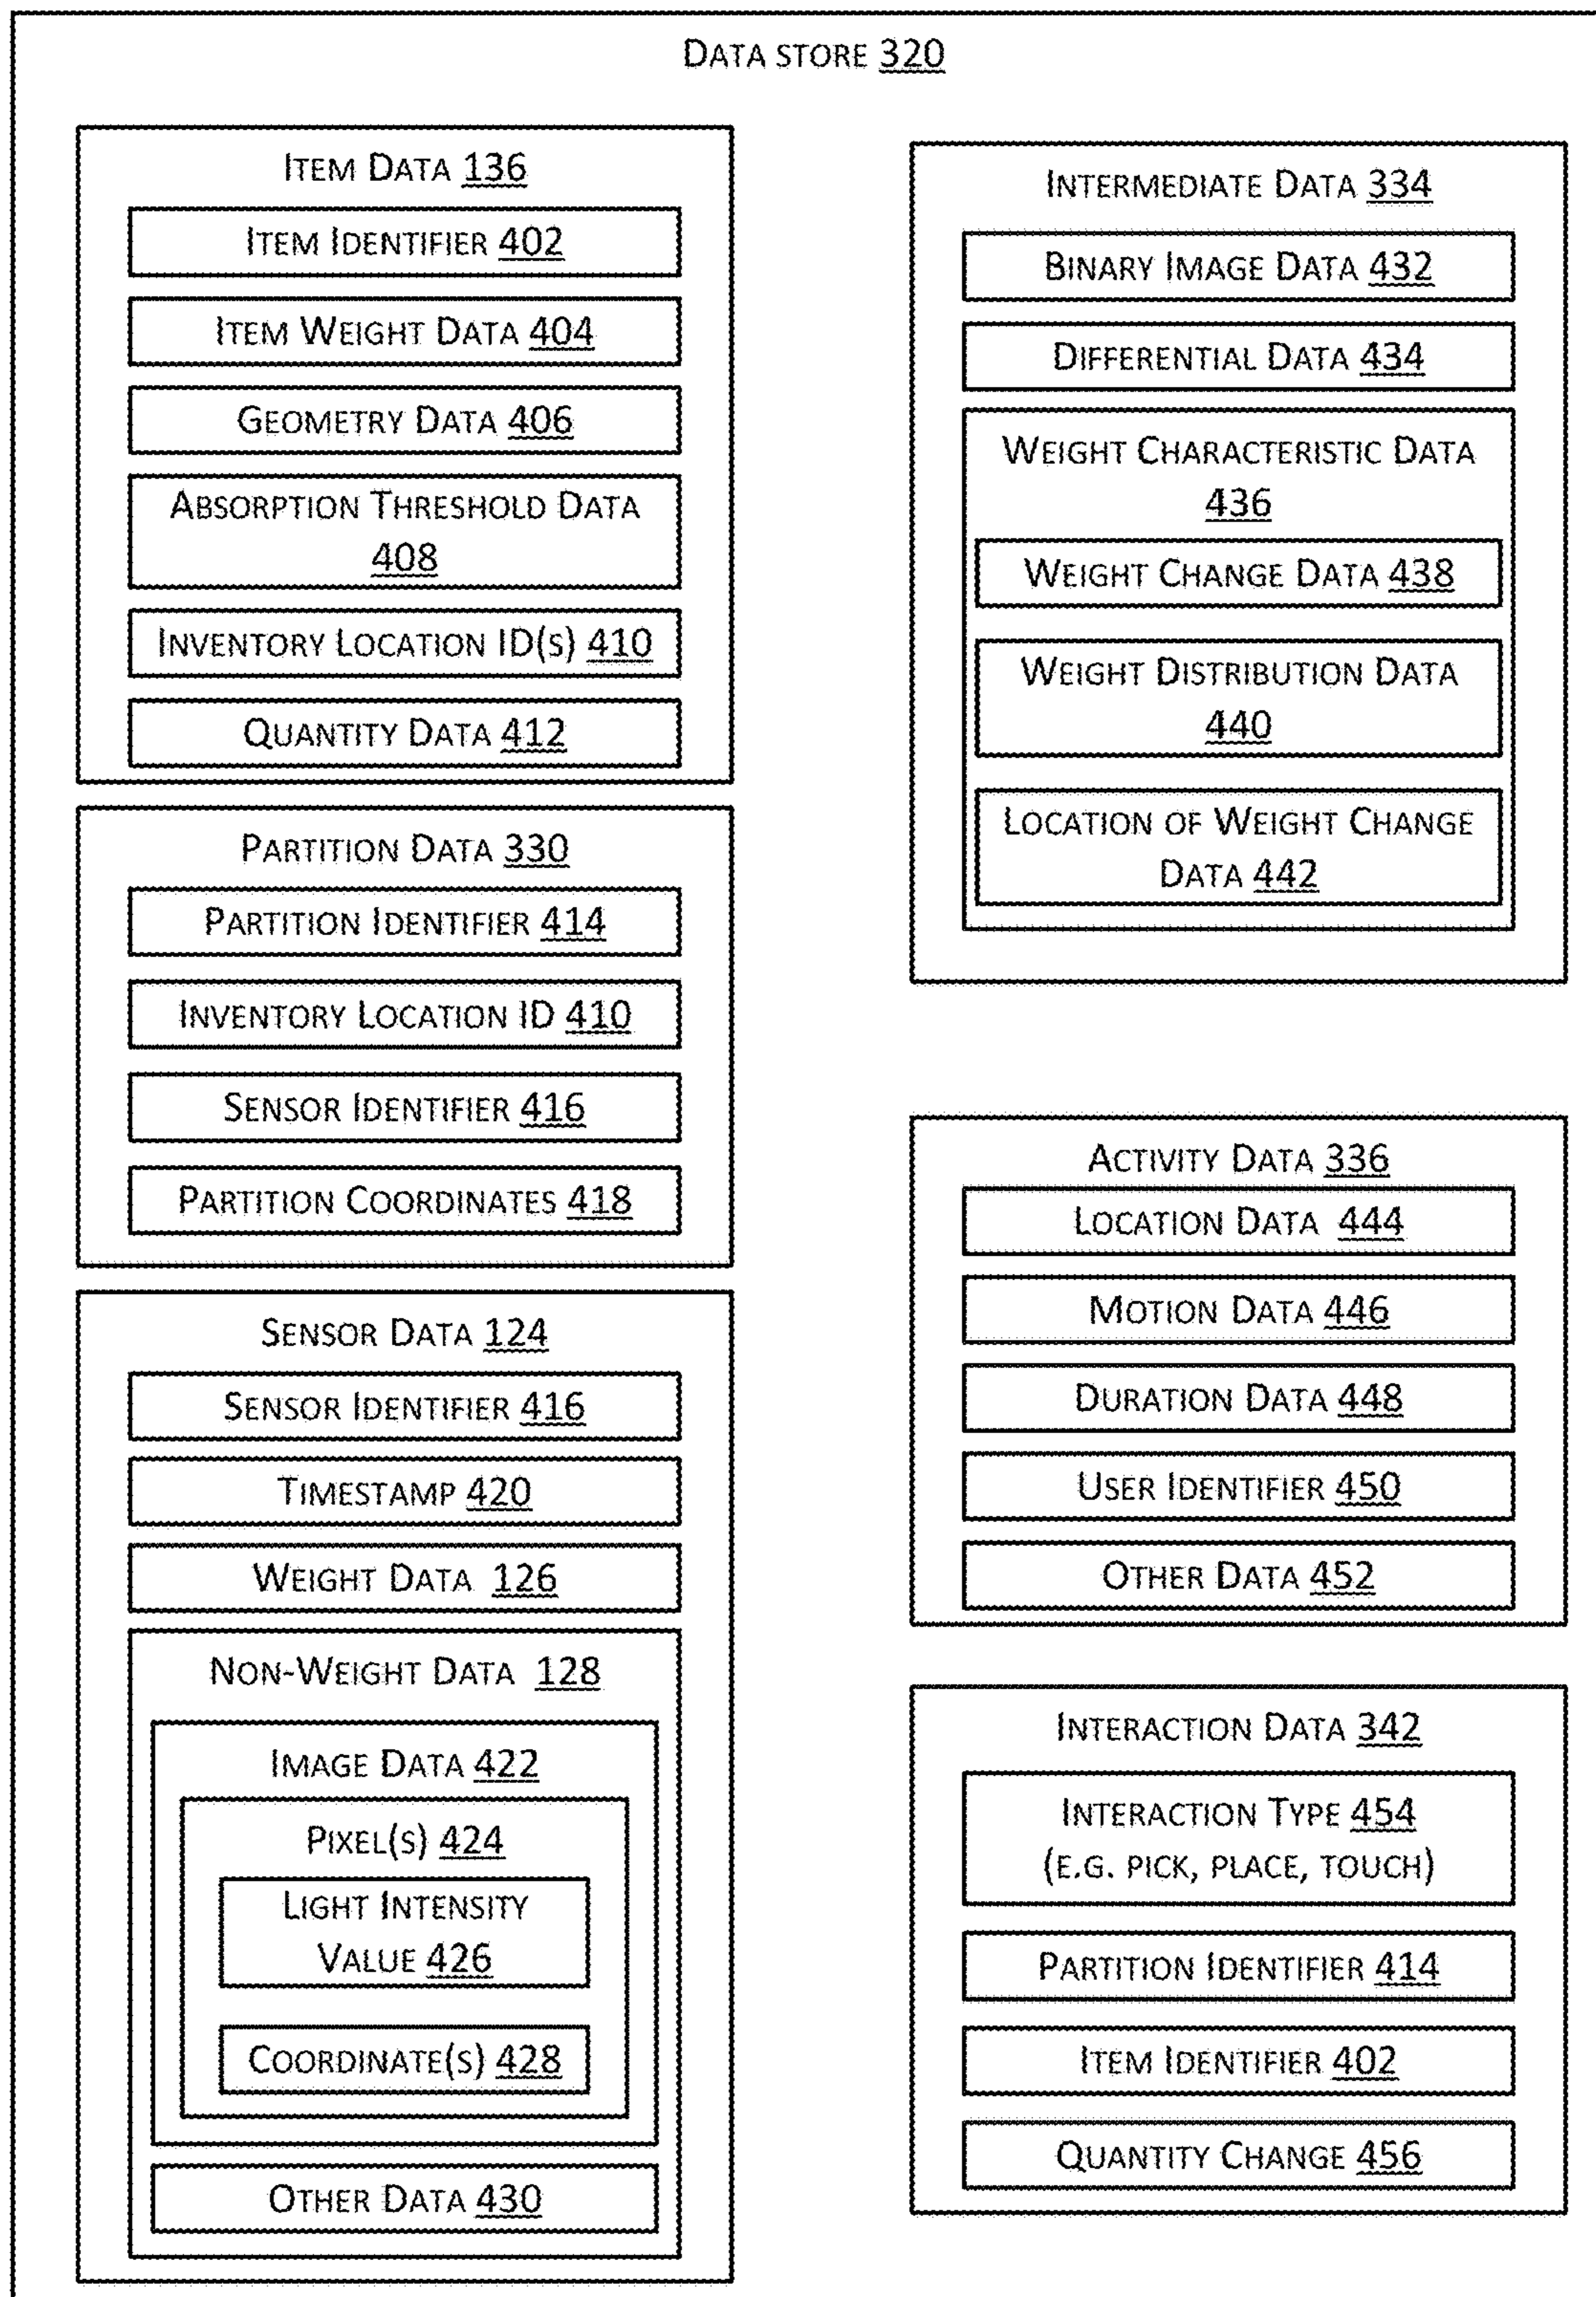 DATA STORE 320
ITEM DATA 136
ITEM IDENTIFIER 402
ITEM WEIGHT DATA 404
GEOMETRY DATA 406
ABSORPTION THRESHOLD DATA
408
INVENTORY LOCATION ID(S) 410
QUANTITY DATA 412
PARTITION DATA 330
PARTITION IDENTIFIER 414
INVENTORY LOCATION ID 410
SENSOR IDENTIFIER 416
PARTITION COORDINATES 418
SENSOR DATA 124
SENSOR IDENTIFIER 416
TIMESTAMP 420
WEIGHT DATA 126
NON-WEIGHT DATA 128
IMAGE DATA 422
PIXEL(S) 424
LIGHT INTENSITY
VALUE 426
COORDINATE(S) 428
OTHER DATA 430
INTERMEDIATE DATA 334
BINARY IMAGE DATA 432
DIFFERENTIAL DATA 434
WEIGHT CHARACTERISTIC DATA
436
WEIGHT CHANGE DATA 438
WEIGHT DISTRIBUTION DATA
440
LOCATION OF WEIGHT CHANGE
DATA 442
ACTIVITY DATA 336
LOCATION DATA 444
MOTION DATA 446
DURATION DATA 448
USER IDENTIFIER 450
OTHER DATA 452
INTERACTION DATA 342
INTERACTION TYPE 454
(E.G. PICK, PLACE, TOUCH)
PARTITION IDENTIFIER 414
ITEM IDENTIFIER 402
QUANTITY CHANGE 456